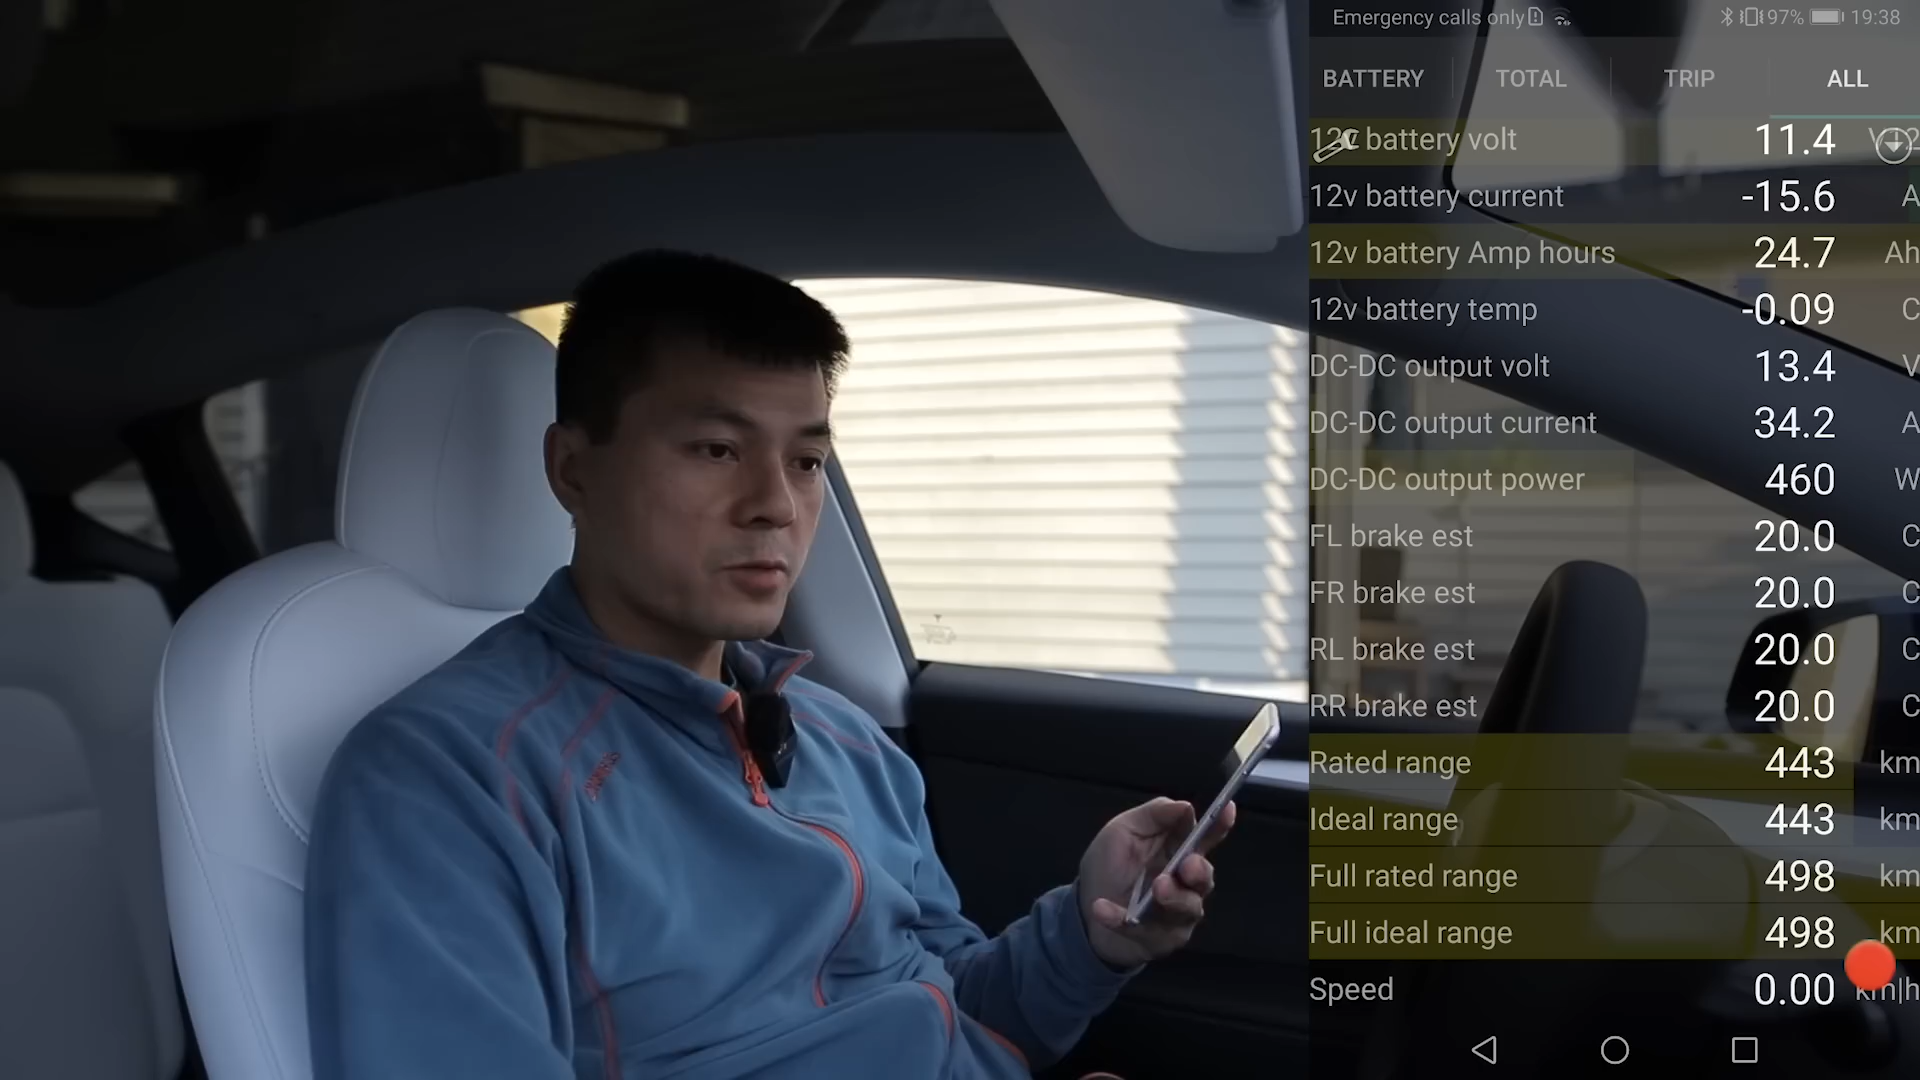 Emergency calls only 97% 19:38
BATTERY TOTAL TRIP ALL
12v battery volt 11.4
12v battery current -15.6 A
12v battery Amp hours 24.7 Ah
12v battery temp -0.09 C
DC-DC output volt 13.4 V
DC-DC output current 34.2 A
DC-DC output power 460 W
FL brake est 20.0 C
FR brake est 20.0 C
RL brake est 20.0 C
RR brake est 20.0 C
Rated range 443 km
Ideal range 443 km
Full rated range 498 km
Full ideal range 498 km
Speed 0.00 km|h